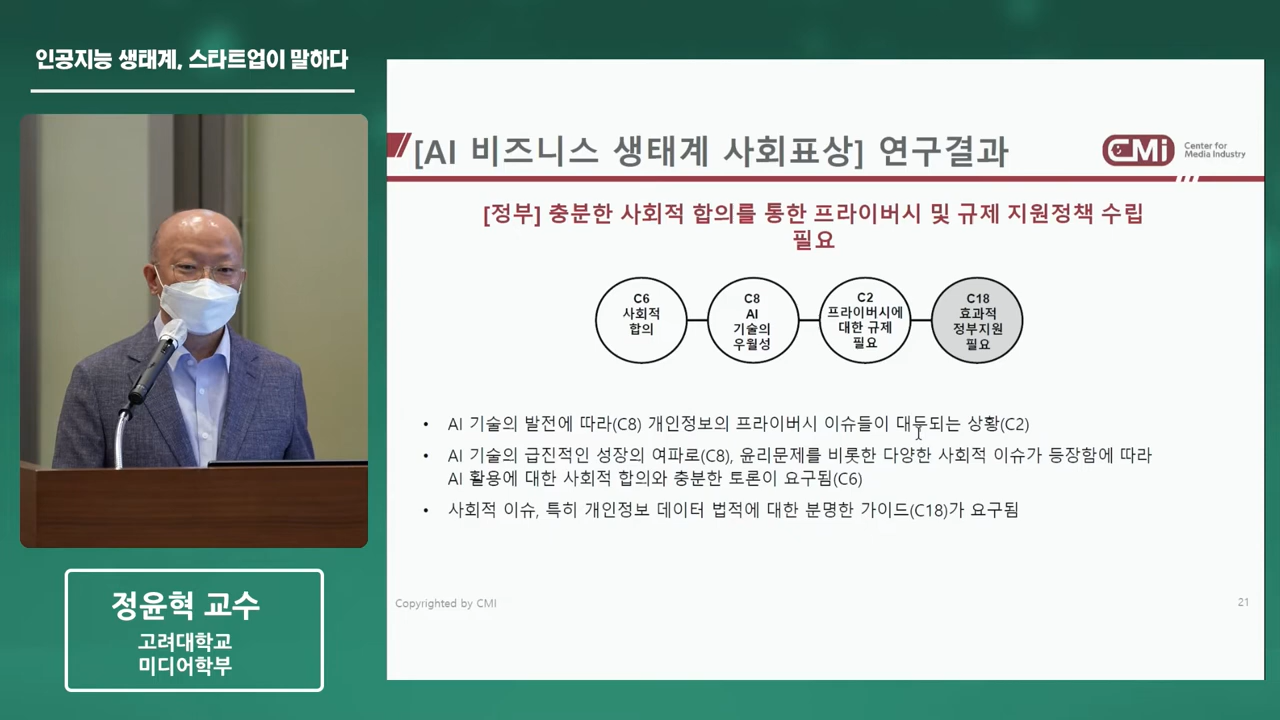 인공지능 생태계, 스타트업이 말하다
[AI 비즈니스 생태계 사회표상] 연구결과
CMi
Center for
Media Industry
[정부] 충분한 사회적 합의를 통한 프라이버시 및 규제 지원정책 수립
필요
C6
사회적
합의
C8
AI
기술의
우월성
C2
프라이버시에
대한 규제
필요
C18
효과적
정부지원
필요
• AI 기술의 발전에 따라(C8) 개인정보의 프라이버시 이슈들이 대두되는 상황(C2)
• AI 기술의 급진적인 성장의 여파로(C8), 윤리문제를 비롯한 다양한 사회적 이슈가 등장함에 따라
AI 활용에 대한 사회적 합의와 충분한 토론이 요구됨(C6)
• 사회적 이슈, 특히 개인정보 데이터 법적에 대한 분명한 가이드(C18)가 요구됨
Copyrighted by CMI
21
정윤혁 교수
고려대학교
미디어학부